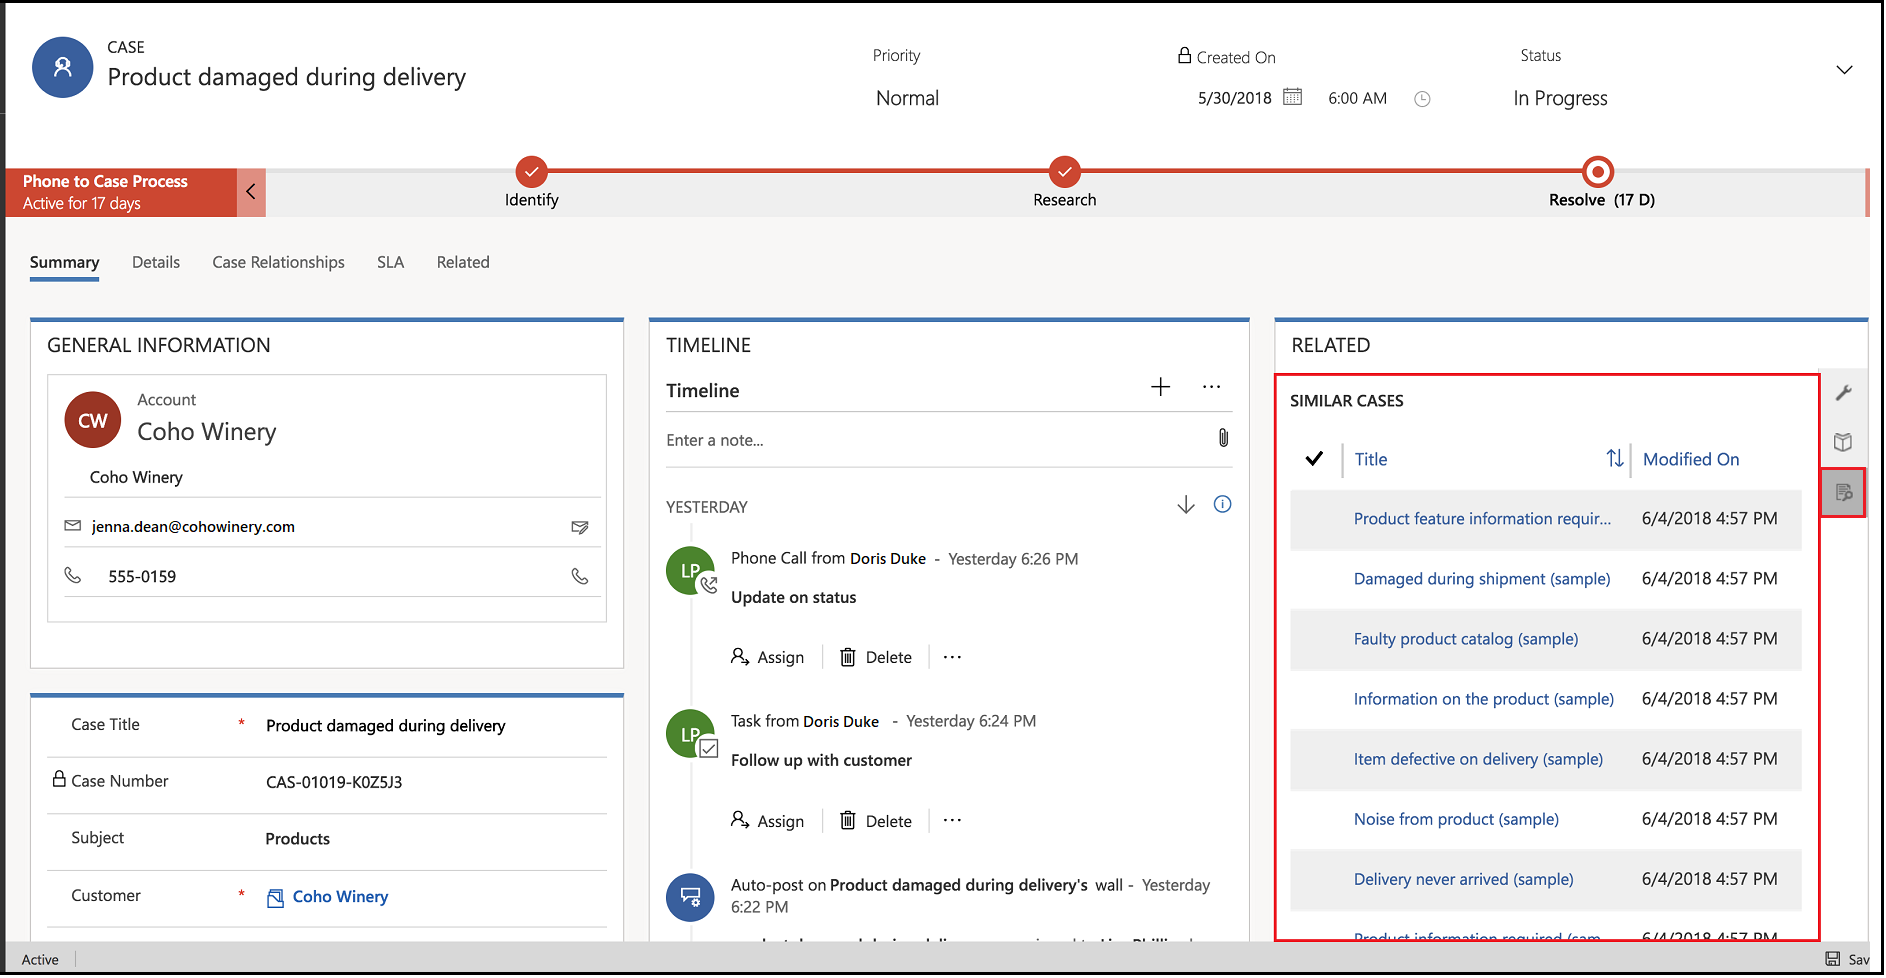 CASE
Product damaged during delivery
Priority
Normal
Created On
5/30/2018 6:00 AM
Status
In Progress
Phone to Case Process
Active for 17 days
Identify
Research
Resolve (17 D)
Summary Details Case Relationships SLA Related
GENERAL INFORMATION
CW
Account
Coho Winery
Coho Winery
jenna.dean@cohowinery.com
555-0159
Case Title * Product damaged during delivery
Case Number CAS-01019-K0Z5J3
Subject Products
Customer * Coho Winery
TIMELINE
Timeline
Enter a note...
YESTERDAY
LP
Phone Call from Doris Duke - Yesterday 6:26 PM
Update on status
Assign Delete ...
LP
Task from Doris Duke - Yesterday 6:24 PM
Follow up with customer
Assign Delete ...
Auto-post on Product damaged during delivery's wall - Yesterday
6:22 PM
RELATED
SIMILAR CASES
Title Modified On
Product feature information requir... 6/4/2018 4:57 PM
Damaged during shipment (sample) 6/4/2018 4:57 PM
Faulty product catalog (sample) 6/4/2018 4:57 PM
Information on the product (sample) 6/4/2018 4:57 PM
Item defective on delivery (sample) 6/4/2018 4:57 PM
Noise from product (sample) 6/4/2018 4:57 PM
Delivery never arrived (sample) 6/4/2018 4:57 PM
Product information required (sam... 6/4/2018 4:57 PM
Active
Sav